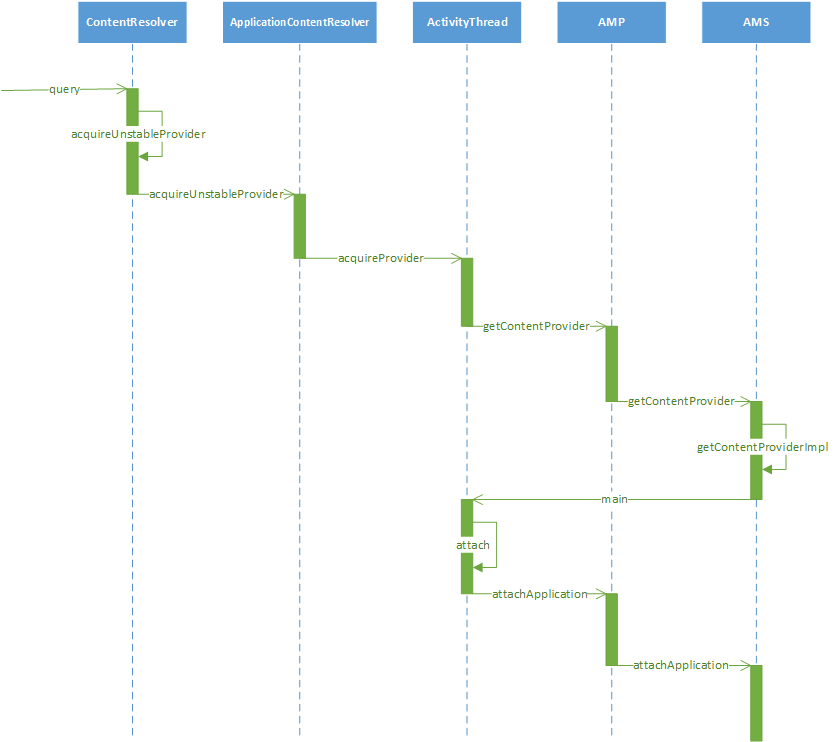 ContentResolver
ApplicationContentResolver
ActivityThread
AMP
AMS
query
acquireUnstableProvider
acquireUnstableProvider
acquireProvider
getContentProvider
getContentProvider
getContentProviderImpl
main
attach
attachApplication
attachApplication